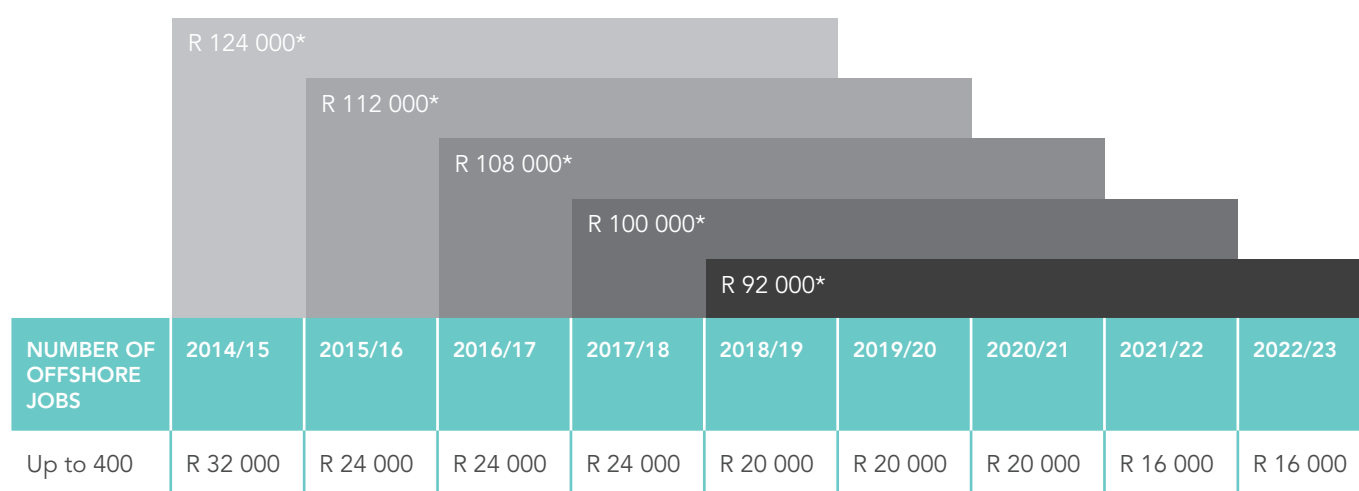 R 124 000*
R 112 000*
R 108 000*
R 100 000*
R 92 000*
NUMBER OF
OFFSHORE
JOBS
2014/15 2015/16 2016/17 2017/18 2018/19 2019/20 2020/21 2021/22 2022/23
Up to 400 R 32 000 R 24 000 R 24 000 R 24 000 R 20 000 R 20 000 R 20 000 R 16 000 R 16 000